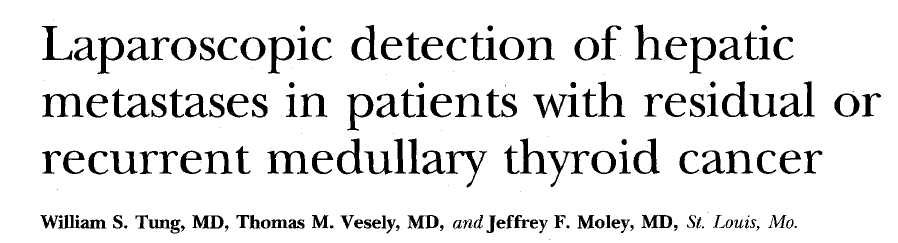 Laparoscopic detection of hepatic
metastases in patients with residual or
recurrent medullary thyroid cancer
William S. Tung, MD, Thomas M. Vesely, MD, and Jeffrey F. Moley, MD, St. Louis, Mo.